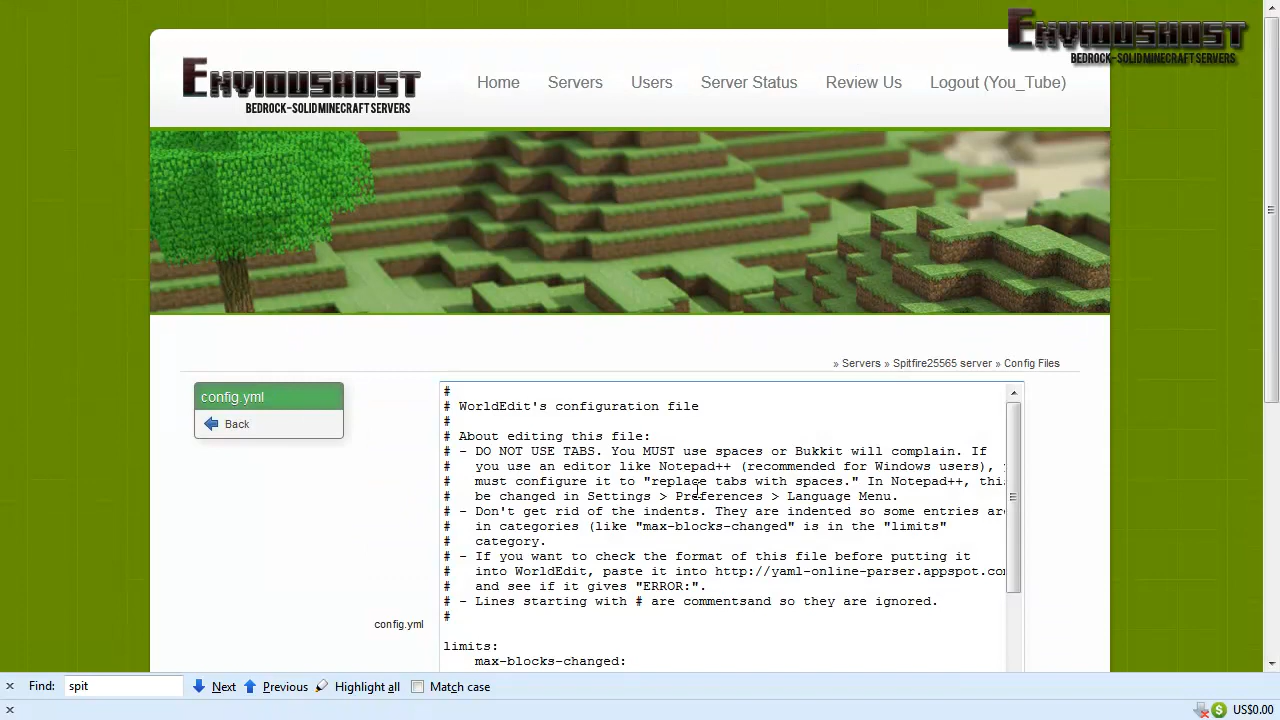 ENVIOUSHOST
BEDROCK-SOLID MINECRAFT SERVERS
ENVIOUSHOST
BEDROCK-SOLID MINECRAFT SERVERS
Home Servers Users Server Status Review Us Logout (You_Tube)
» Servers » Spitfire25565 server » Config Files
config.yml
Back
config.yml
#
# WorldEdit's configuration file
#
# About editing this file:
# - DO NOT USE TABS. You MUST use spaces or Bukkit will complain. If
#   you use an editor like Notepad++ (recommended for Windows users),
#   must configure it to "replace tabs with spaces." In Notepad++, thi
#   be changed in Settings > Preferences > Language Menu.
# - Don't get rid of the indents. They are indented so some entries are
#   in categories (like "max-blocks-changed" is in the "limits"
#   category.
# - If you want to check the format of this file before putting it
#   into WorldEdit, paste it into http://yaml-online-parser.appspot.co
#   and see if it gives "ERROR:".
# - Lines starting with # are commentsand so they are ignored.
#
limits:
max-blocks-changed:
Find: spit Next Previous Highlight all Match case
US$0.00